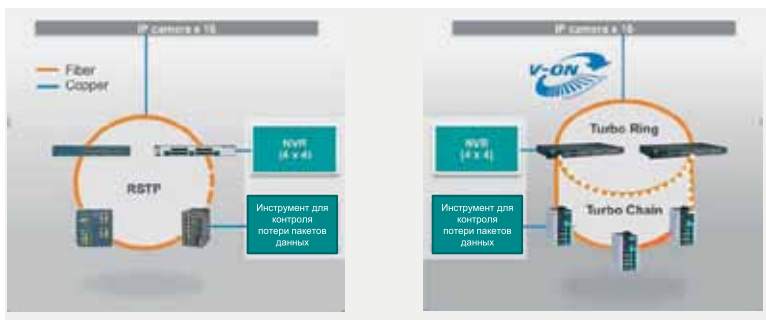 IP camera x 16
Fiber
Copper
NVR
(4 x 4)
RSTP
Инструмент для
контроля
потери пакетов
данных
IP camera x 16
V-ON
Turbo Ring
NVR
(4 x 4)
Turbo Chain
Инструмент для
контроля
потери пакетов
данных